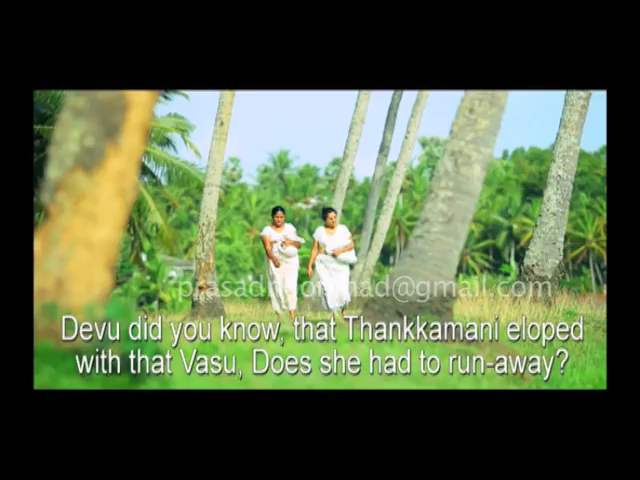 Devu did you know, that Thankkamani eloped
with that Vasu, Does she had to run-away?